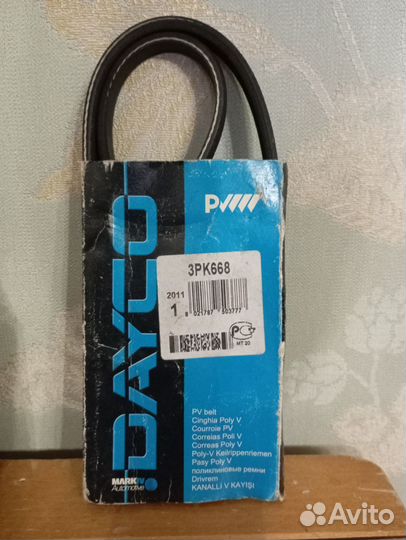 PV
DAYCO
3PK668
2011
1
8 021787 503777
PG
MT 20
PV belt
Cinghia Poly V
Courroie PV
Correias Poli V
Correas Poly V
Poly-V Keilrippenriemen
Pasy Poly V
поликлиновые ремни
Drivrem
KANALLI V KAYIŞI
MARK IV
Automotive
Avito